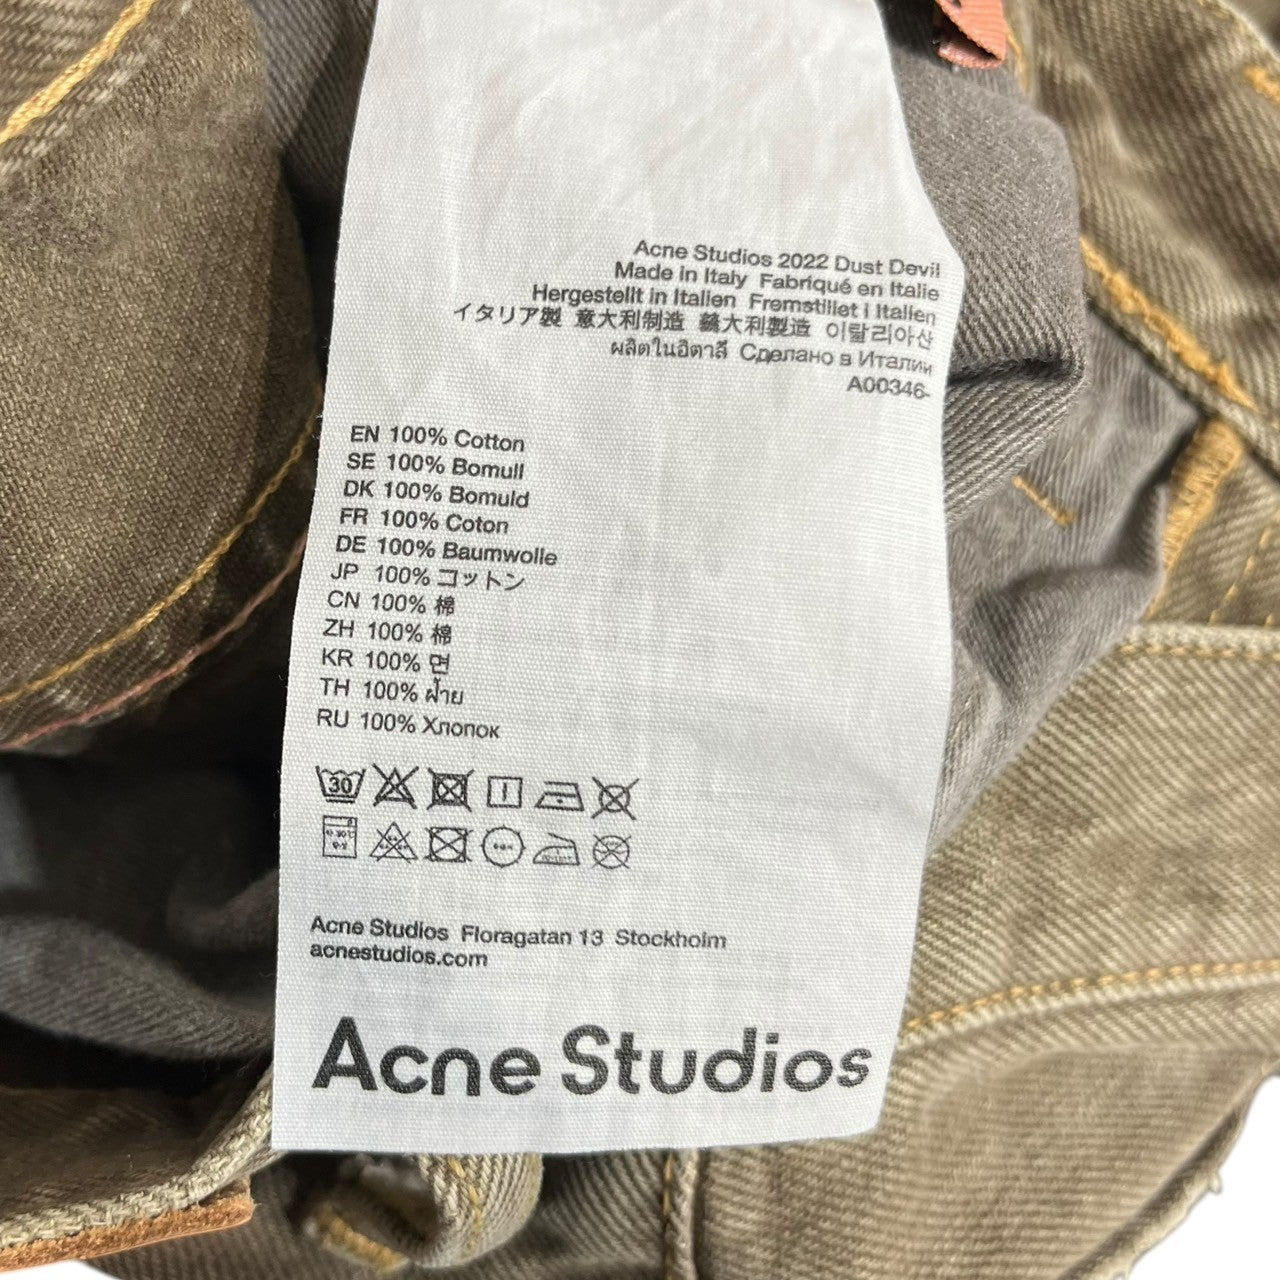 Acne Studios 2022 Dust Devil
Made in Italy Fabriqué en Italie
Hergestellt in Italien Fremstillet i Italien
イタリア製 意大利制造 義大利製造 이탈리아산
ผลิตในอิตาลี Сделано в Италии
A00346-
EN 100% Cotton
SE 100% Bomull
DK 100% Bomuld
FR 100% Coton
DE 100% Baumwolle
JP 100% コットン
CN 100% 棉
ZH 100% 棉
KR 100% 면
TH 100% ฝ้าย
RU 100% Хлопок
30
Acne Studios Floragatan 13 Stockholm
acnestudios.com
Acne Studios